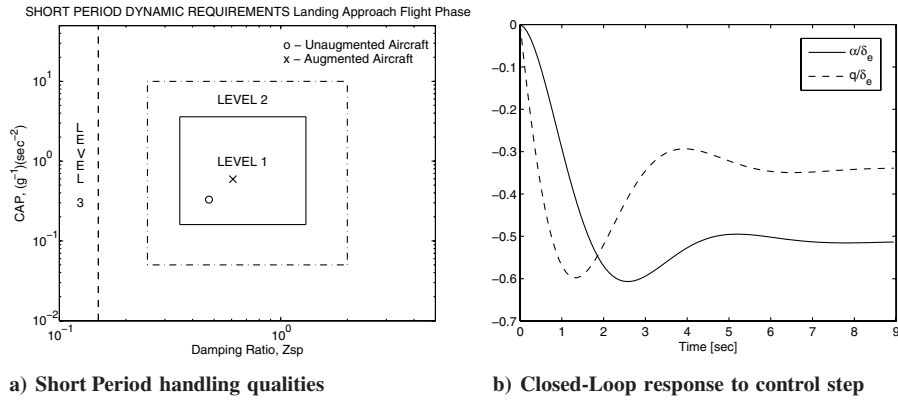 SHORT PERIOD DYNAMIC REQUIREMENTS Landing Approach Flight Phase
o – Unaugmented Aircraft
x – Augmented Aircraft
10^1
10^0
10^−1
10^−2
CAP, (g^−1)(sec^−2)
LEVEL 3
LEVEL 2
LEVEL 1
10^−1
10^0
Damping Ratio, Zsp
a) Short Period handling qualities
−0
−0.1
−0.2
−0.3
−0.4
−0.5
−0.6
−0.7
α/δ_e
q/δ_e
0 1 2 3 4 5 6 7 8 9
Time [sec]
b) Closed-Loop response to control step